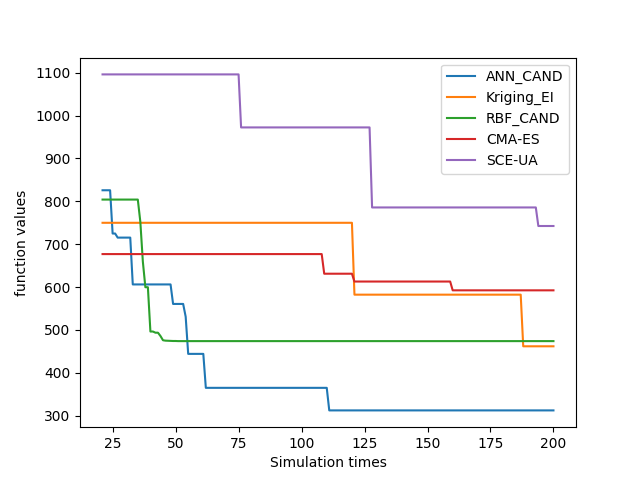 1100
1000
900
800
700
600
500
400
300
function values
25
50
75
100
125
150
175
200
Simulation times
ANN_CAND
Kriging_EI
RBF_CAND
CMA-ES
SCE-UA